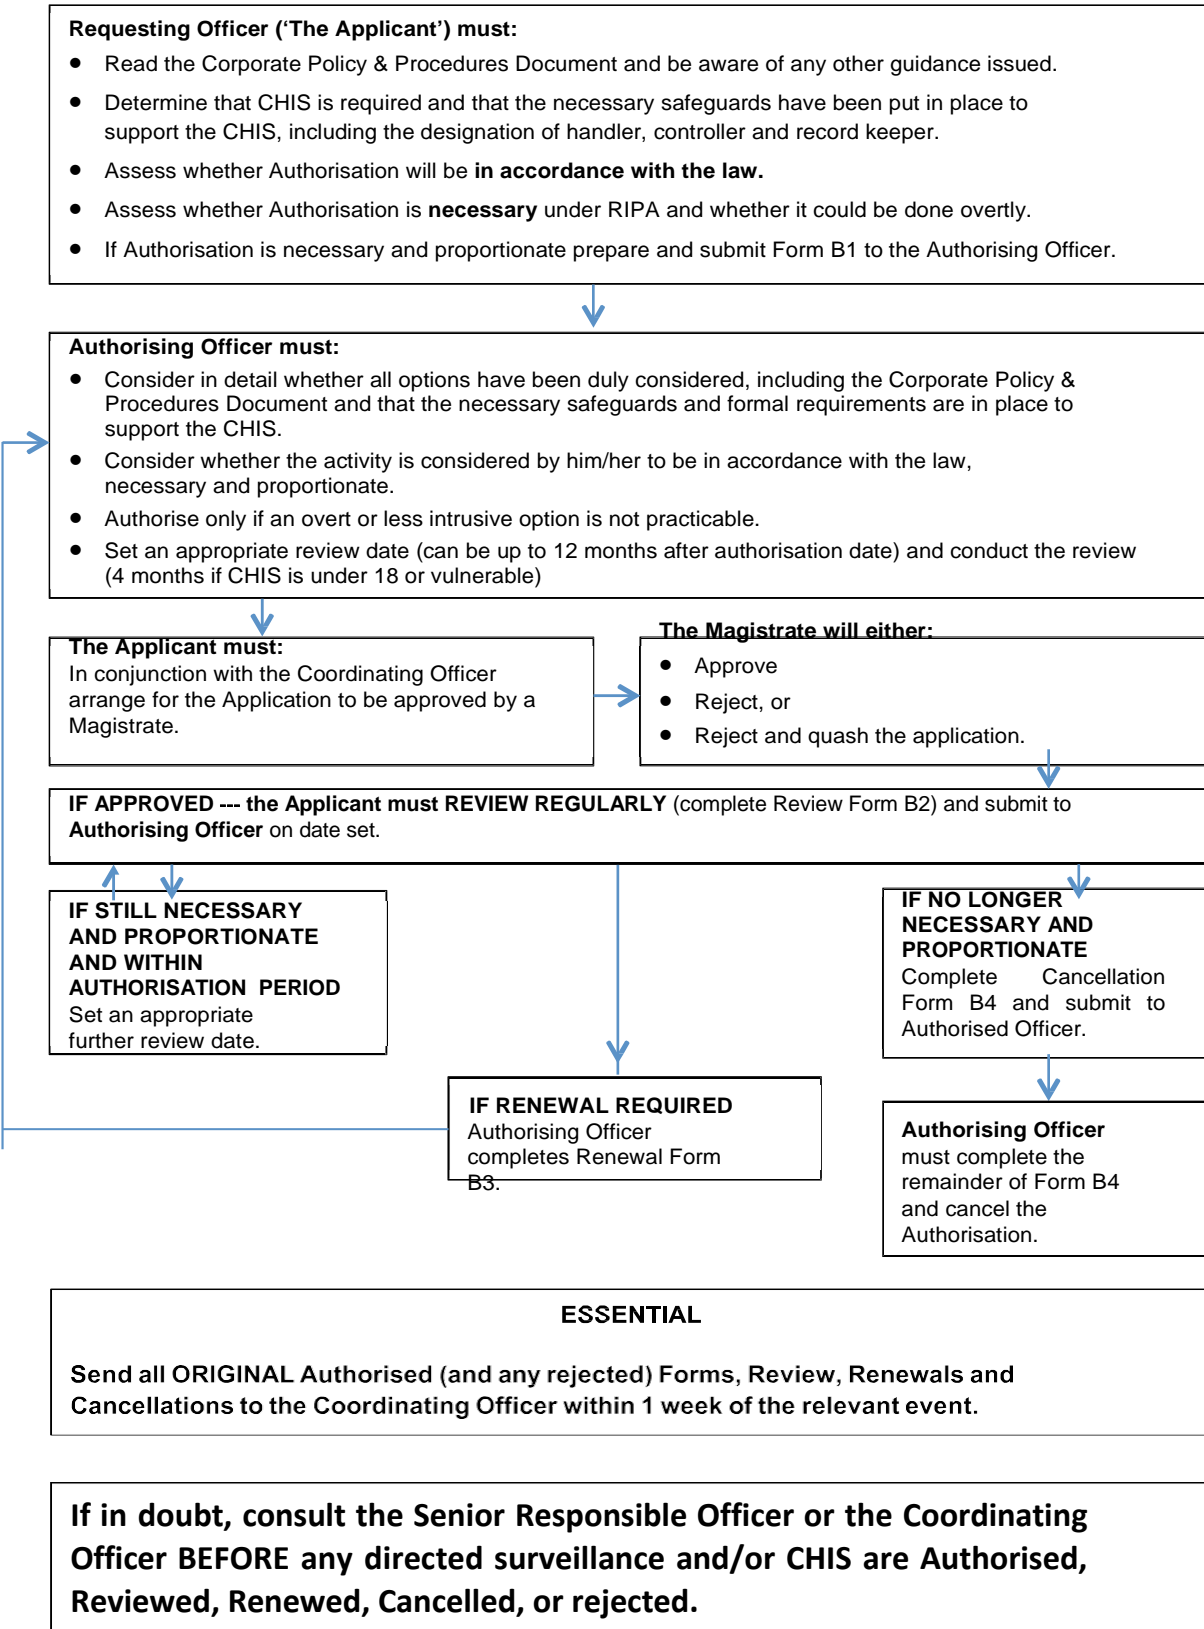 Requesting Officer (‘The Applicant’) must:
● Read the Corporate Policy & Procedures Document and be aware of any other guidance issued.
● Determine that CHIS is required and that the necessary safeguards have been put in place to
support the CHIS, including the designation of handler, controller and record keeper.
● Assess whether Authorisation will be in accordance with the law.
● Assess whether Authorisation is necessary under RIPA and whether it could be done overtly.
● If Authorisation is necessary and proportionate prepare and submit Form B1 to the Authorising Officer.
Authorising Officer must:
● Consider in detail whether all options have been duly considered, including the Corporate Policy &
Procedures Document and that the necessary safeguards and formal requirements are in place to
support the CHIS.
● Consider whether the activity is considered by him/her to be in accordance with the law,
necessary and proportionate.
● Authorise only if an overt or less intrusive option is not practicable.
● Set an appropriate review date (can be up to 12 months after authorisation date) and conduct the review
(4 months if CHIS is under 18 or vulnerable)
The Applicant must:
In conjunction with the Coordinating Officer
arrange for the Application to be approved by a
Magistrate.
The Magistrate will either:
● Approve
● Reject, or
● Reject and quash the application.
IF APPROVED --- the Applicant must REVIEW REGULARLY (complete Review Form B2) and submit to
Authorising Officer on date set.
IF STILL NECESSARY
AND PROPORTIONATE
AND WITHIN
AUTHORISATION PERIOD
Set an appropriate
further review date.
IF NO LONGER
NECESSARY AND
PROPORTIONATE
Complete Cancellation
Form B4 and submit to
Authorised Officer.
IF RENEWAL REQUIRED
Authorising Officer
completes Renewal Form
B3.
Authorising Officer
must complete the
remainder of Form B4
and cancel the
Authorisation.
ESSENTIAL
Send all ORIGINAL Authorised (and any rejected) Forms, Review, Renewals and
Cancellations to the Coordinating Officer within 1 week of the relevant event.
If in doubt, consult the Senior Responsible Officer or the Coordinating
Officer BEFORE any directed surveillance and/or CHIS are Authorised,
Reviewed, Renewed, Cancelled, or rejected.